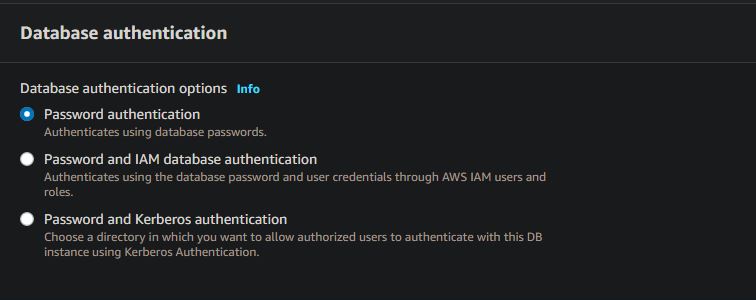 Database authentication
Database authentication options Info
Password authentication
Authenticates using database passwords.
Password and IAM database authentication
Authenticates using the database password and user credentials through AWS IAM users and
roles.
Password and Kerberos authentication
Choose a directory in which you want to allow authorized users to authenticate with this DB
instance using Kerberos Authentication.